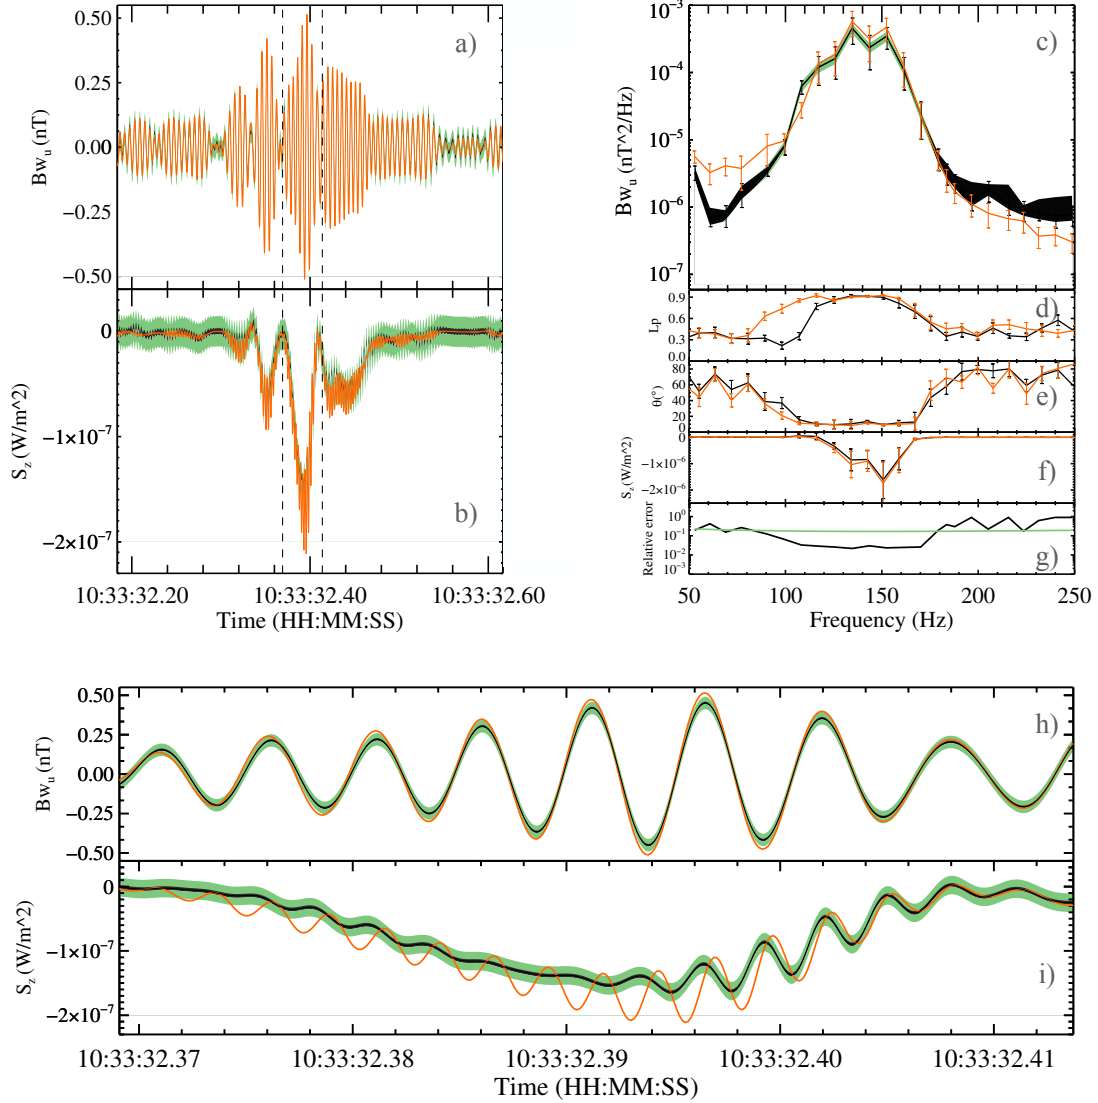 0.50
0.25
0.00
−0.25
−0.50
Bw_u (nT)
a)
0
−1×10^-7
−2×10^-7
S_z (W/m^2)
b)
10:33:32.20
10:33:32.40
10:33:32.60
Time (HH:MM:SS)
10^-3
10^-4
10^-5
10^-6
10^-7
Bw_u (nT^2/Hz)
c)
0.9
0.6
0.3
0.0
Lp
d)
80
60
40
20
0
θ(°)
e)
0
−1×10^-6
−2×10^-6
S_z (W/m^2)
f)
10^0
10^-1
10^-2
10^-3
Relative error
g)
50
100
150
200
250
Frequency (Hz)
0.50
0.25
0.00
−0.25
−0.50
Bw_u (nT)
h)
0
−1×10^-7
−2×10^-7
S_z (W/m^2)
i)
10:33:32.37
10:33:32.38
10:33:32.39
10:33:32.40
10:33:32.41
Time (HH:MM:SS)